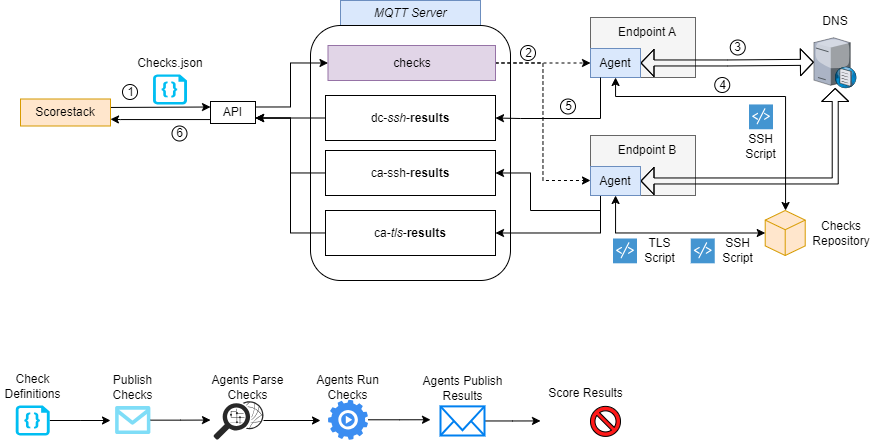 MQTT Server
DNS
Endpoint A
Checks.json
checks
2
Agent
3
1
4
5
Scorestack
API
dc-ssh-results
6
SSH
Script
Endpoint B
ca-ssh-results
Agent
ca-tls-results
Checks
Repository
TLS
Script
SSH
Script
Check
Definitions
Publish
Checks
Agents Parse
Checks
Agents Run
Checks
Agents Publish
Results
Score Results